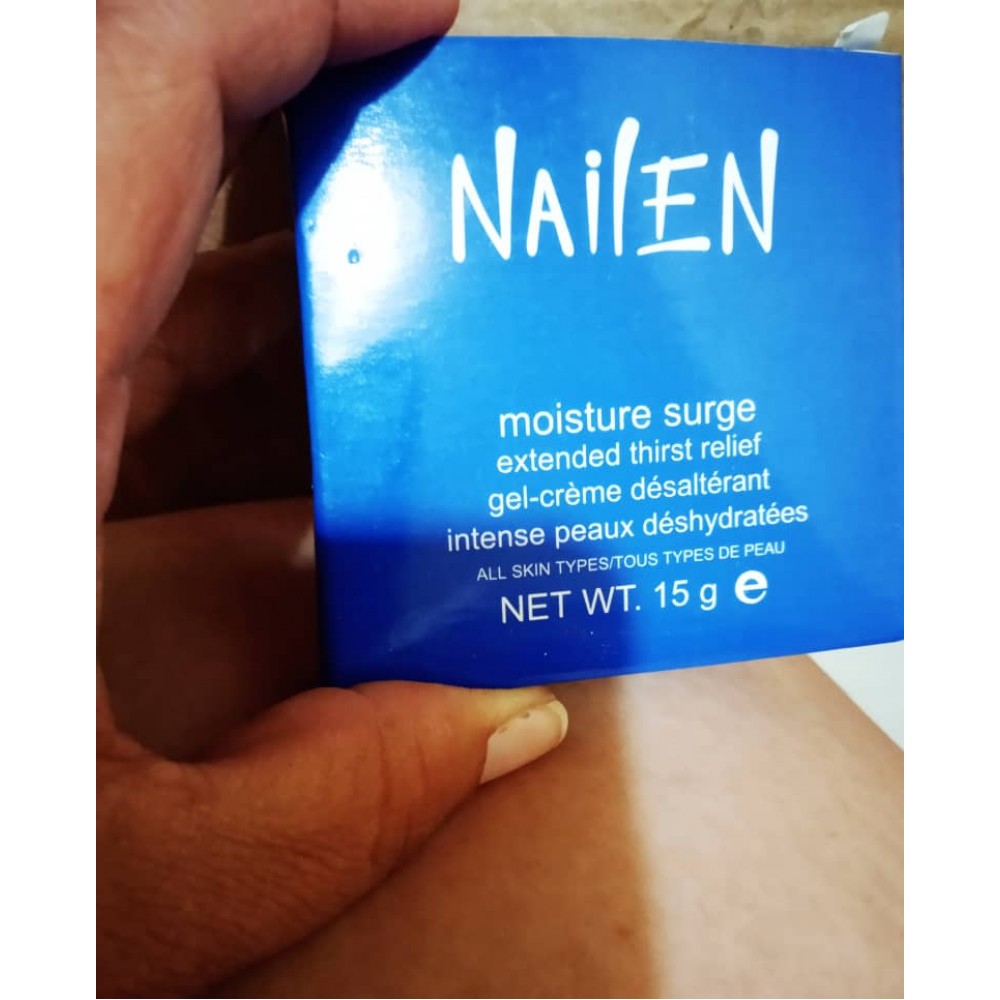 NAilEN
moisture surge
extended thirst relief
gel-crème désaltérant
intense peaux déshydratées
ALL SKIN TYPES/TOUS TYPES DE PEAU
NET WT. 15 g e